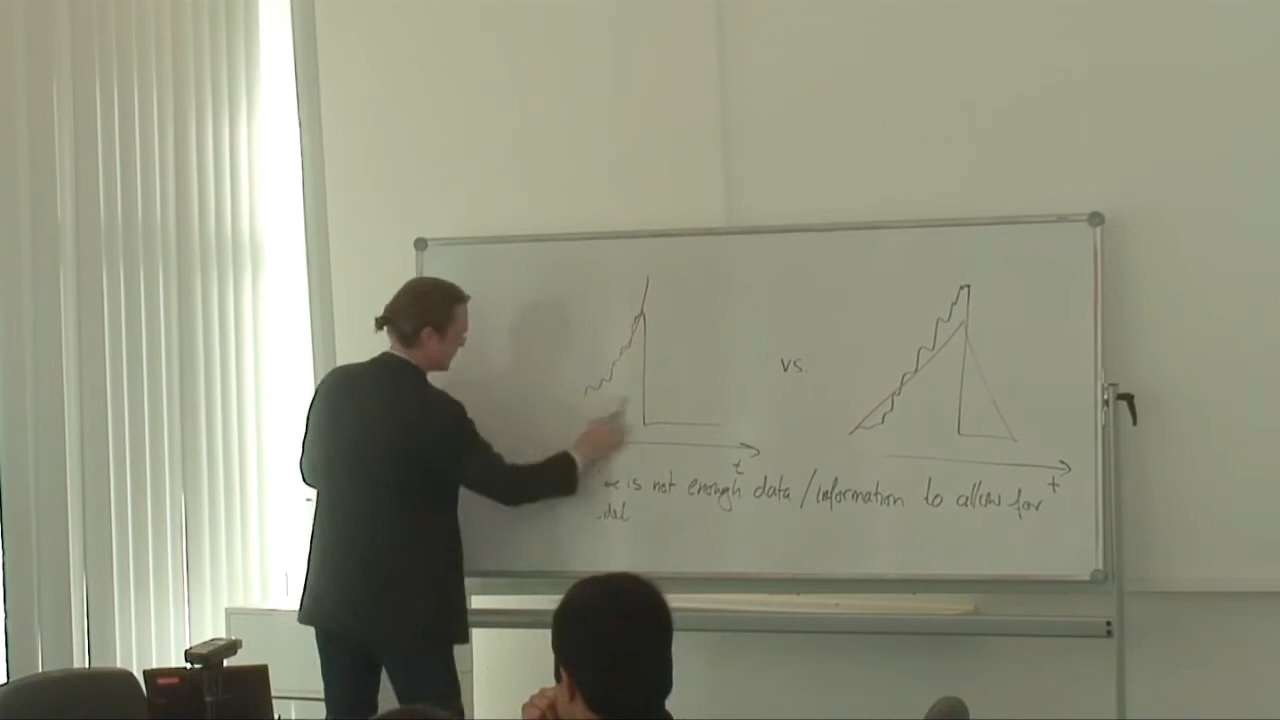 vs.
t
t
is not enough data/information to allow for